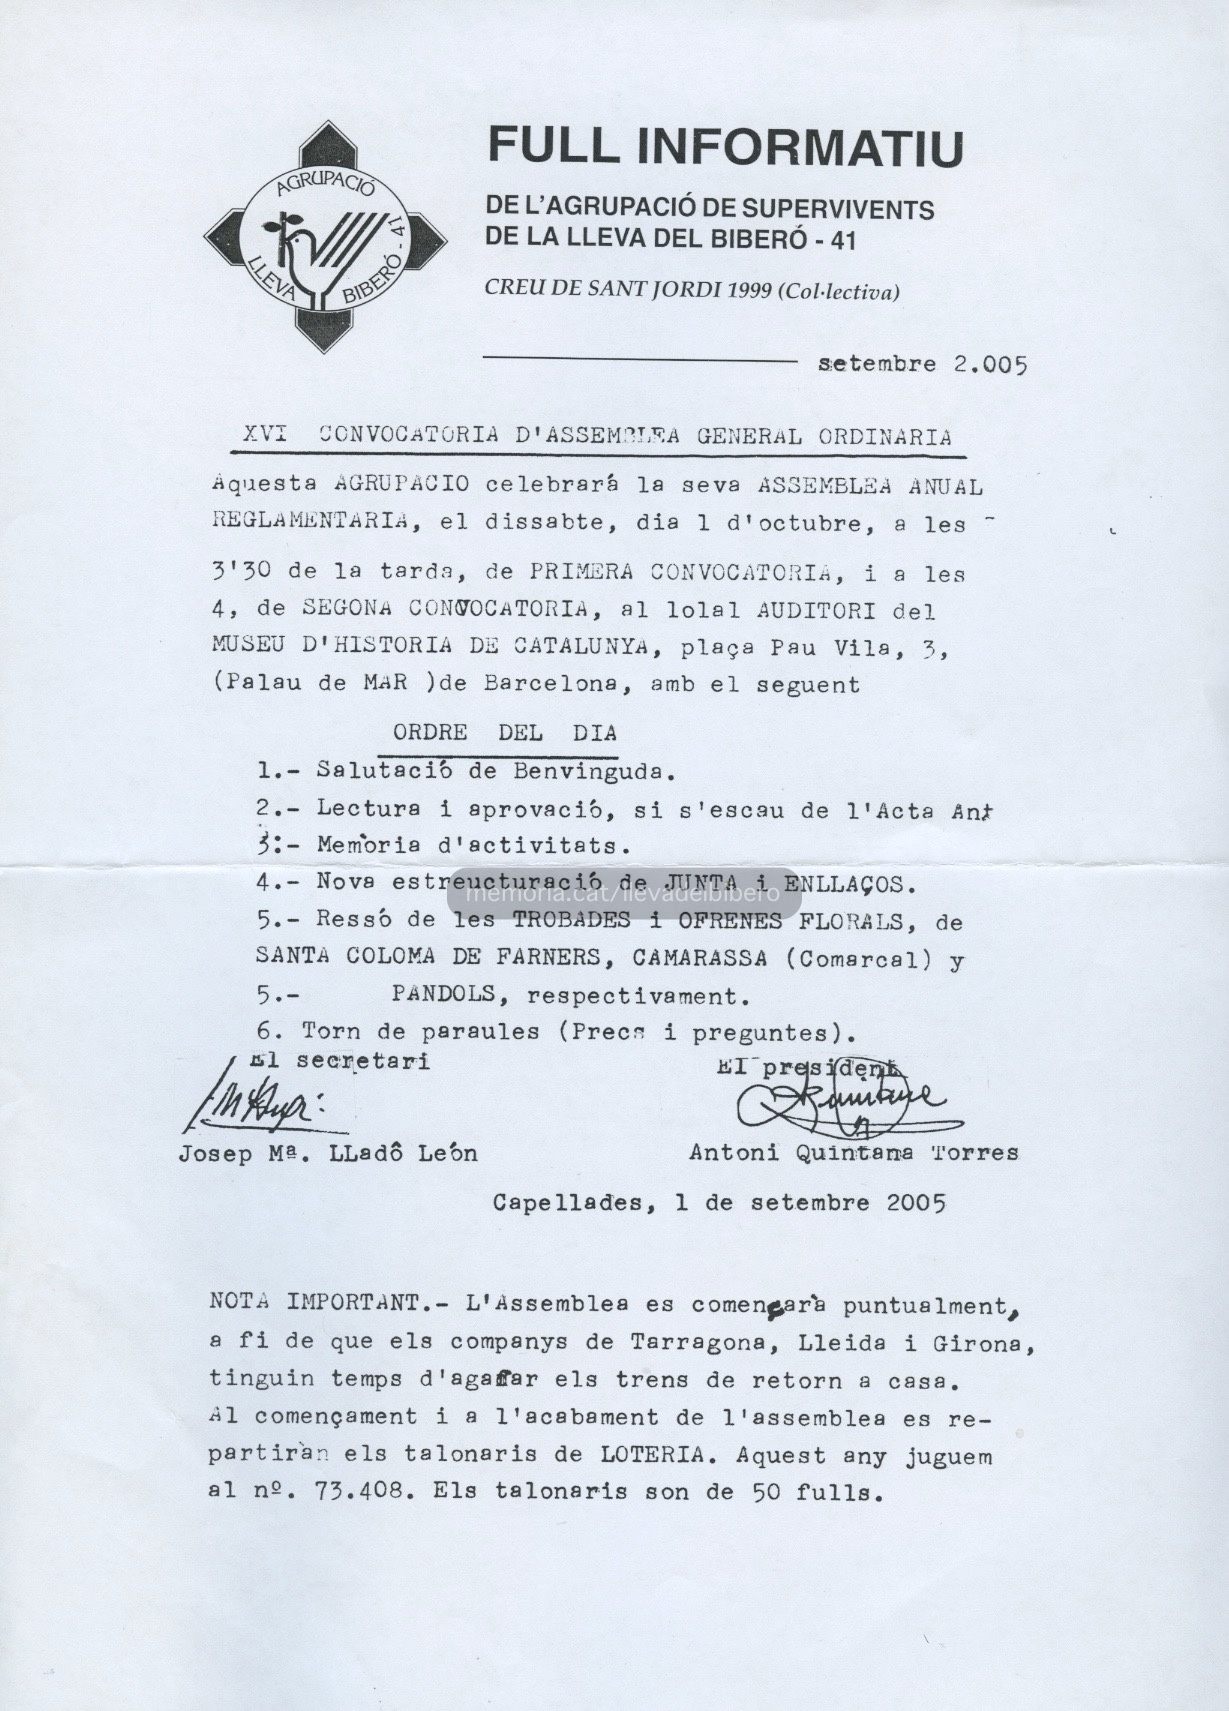 AGRUPACIÓ
LLEVA BIBERÓ - 41
FULL INFORMATIU
DE L'AGRUPACIÓ DE SUPERVIVENTS
DE LA LLEVA DEL BIBERÓ - 41
CREU DE SANT JORDI 1999 (Col·lectiva)
setembre 2.005
XVI CONVOCATORIA D'ASSEMBLEA GENERAL ORDINARIA
Aquesta AGRUPACIO celebrará la seva ASSEMBLEA ANUAL
REGLAMENTARIA, el dissabte, dia 1 d'octubre, a les -
3'30 de la tarda, de PRIMERA CONVOCATORIA, i a les
4, de SEGONA CONVOCATORIA, al lolal AUDITORI del
MUSEU D'HISTORIA DE CATALUNYA, plaça Pau Vila, 3,
(Palau de MAR )de Barcelona, amb el seguent
ORDRE DEL DIA
1.- Salutació de Benvinguda.
2.- Lectura i aprovació, si s'escau de l'Acta Ant
3:- Memòria d'activitats.
4.- Nova estreucturació de JUNTA i ENLLAÇOS.
memoria.cat/llevadelbibero
5.- Ressó de les TROBADES i OFRENES FLORALS, de
SANTA COLOMA DE FARNERS, CAMARASSA (Comarcal) y
5.- PANDOLS, respectivament.
6. Torn de paraules (Precs i preguntes).
El secretari El president
Josep Mª. LLadô León Antoni Quintana Torres
Capellades, 1 de setembre 2005
NOTA IMPORTANT.- L'Assemblea es començarà puntualment,
a fi de que els companys de Tarragona, Lleida i Girona,
tinguin temps d'agafar els trens de retorn a casa.
Al començament i a l'acabament de l'assemblea es re-
partiràn els talonaris de LOTERIA. Aquest any juguem
al nº. 73.408. Els talonaris son de 50 fulls.